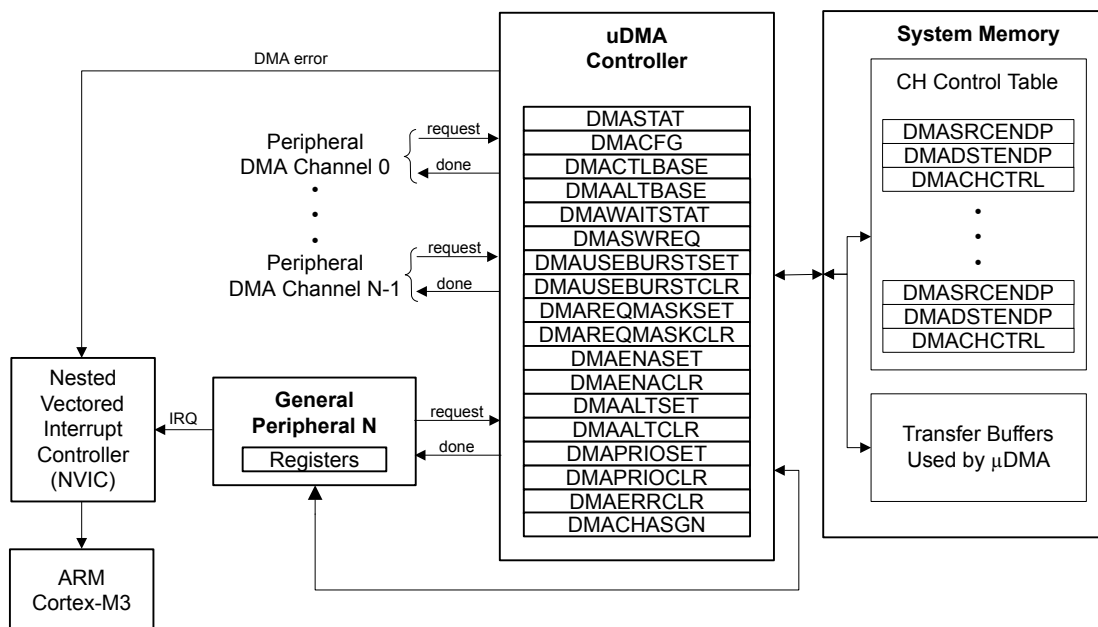 uDMA
Controller
System Memory
DMA error
CH Control Table
DMASTAT
DMACFG
DMACTLBASE
DMAALTBASE
DMAWAITSTAT
DMASWREQ
DMAUSEBURSTSET
DMAUSEBURSTCLR
DMAREQMASKSET
DMAREQMASKCLR
DMAENASET
DMAENACLR
DMAALTSET
DMAALTCLR
DMAPRIOSET
DMAPRIOCLR
DMAERRCLR
DMACHASGN
Peripheral
DMA Channel 0
request
done
Peripheral
DMA Channel N-1
request
done
DMASRCENDP
DMADSTENDP
DMACHCTRL
DMASRCENDP
DMADSTENDP
DMACHCTRL
Transfer Buffers
Used by μDMA
Nested
Vectored
Interrupt
Controller
(NVIC)
IRQ
General
Peripheral N
Registers
request
done
ARM
Cortex-M3